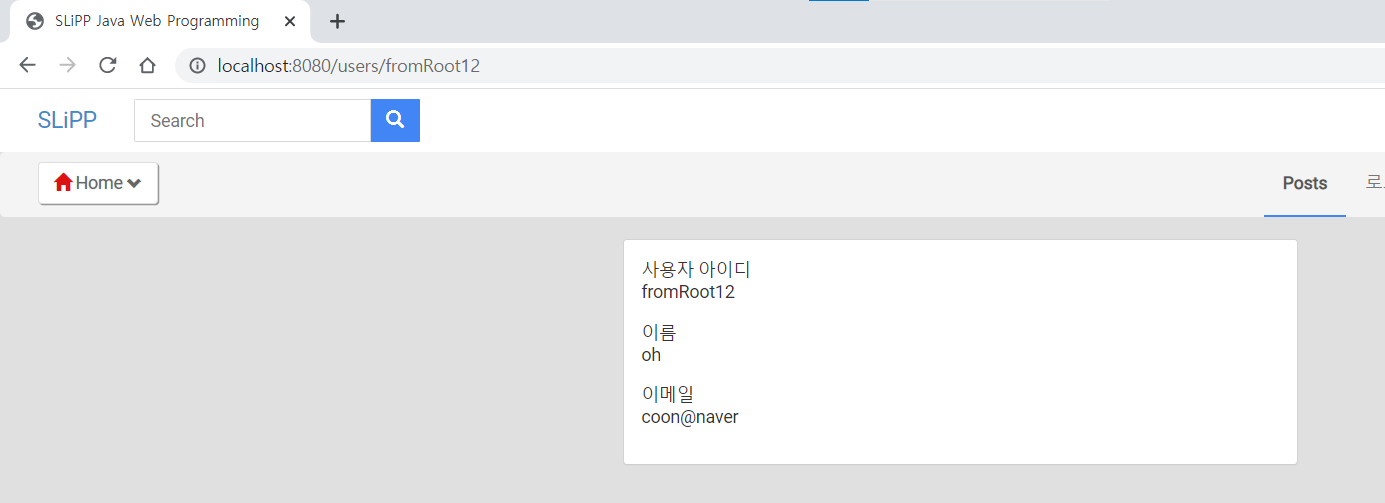 SLiPP Java Web Programming
localhost:8080/users/fromRoot12
SLiPP
Search
Home
Posts
로
사용자 아이디
fromRoot12
이름
oh
이메일
coon@naver